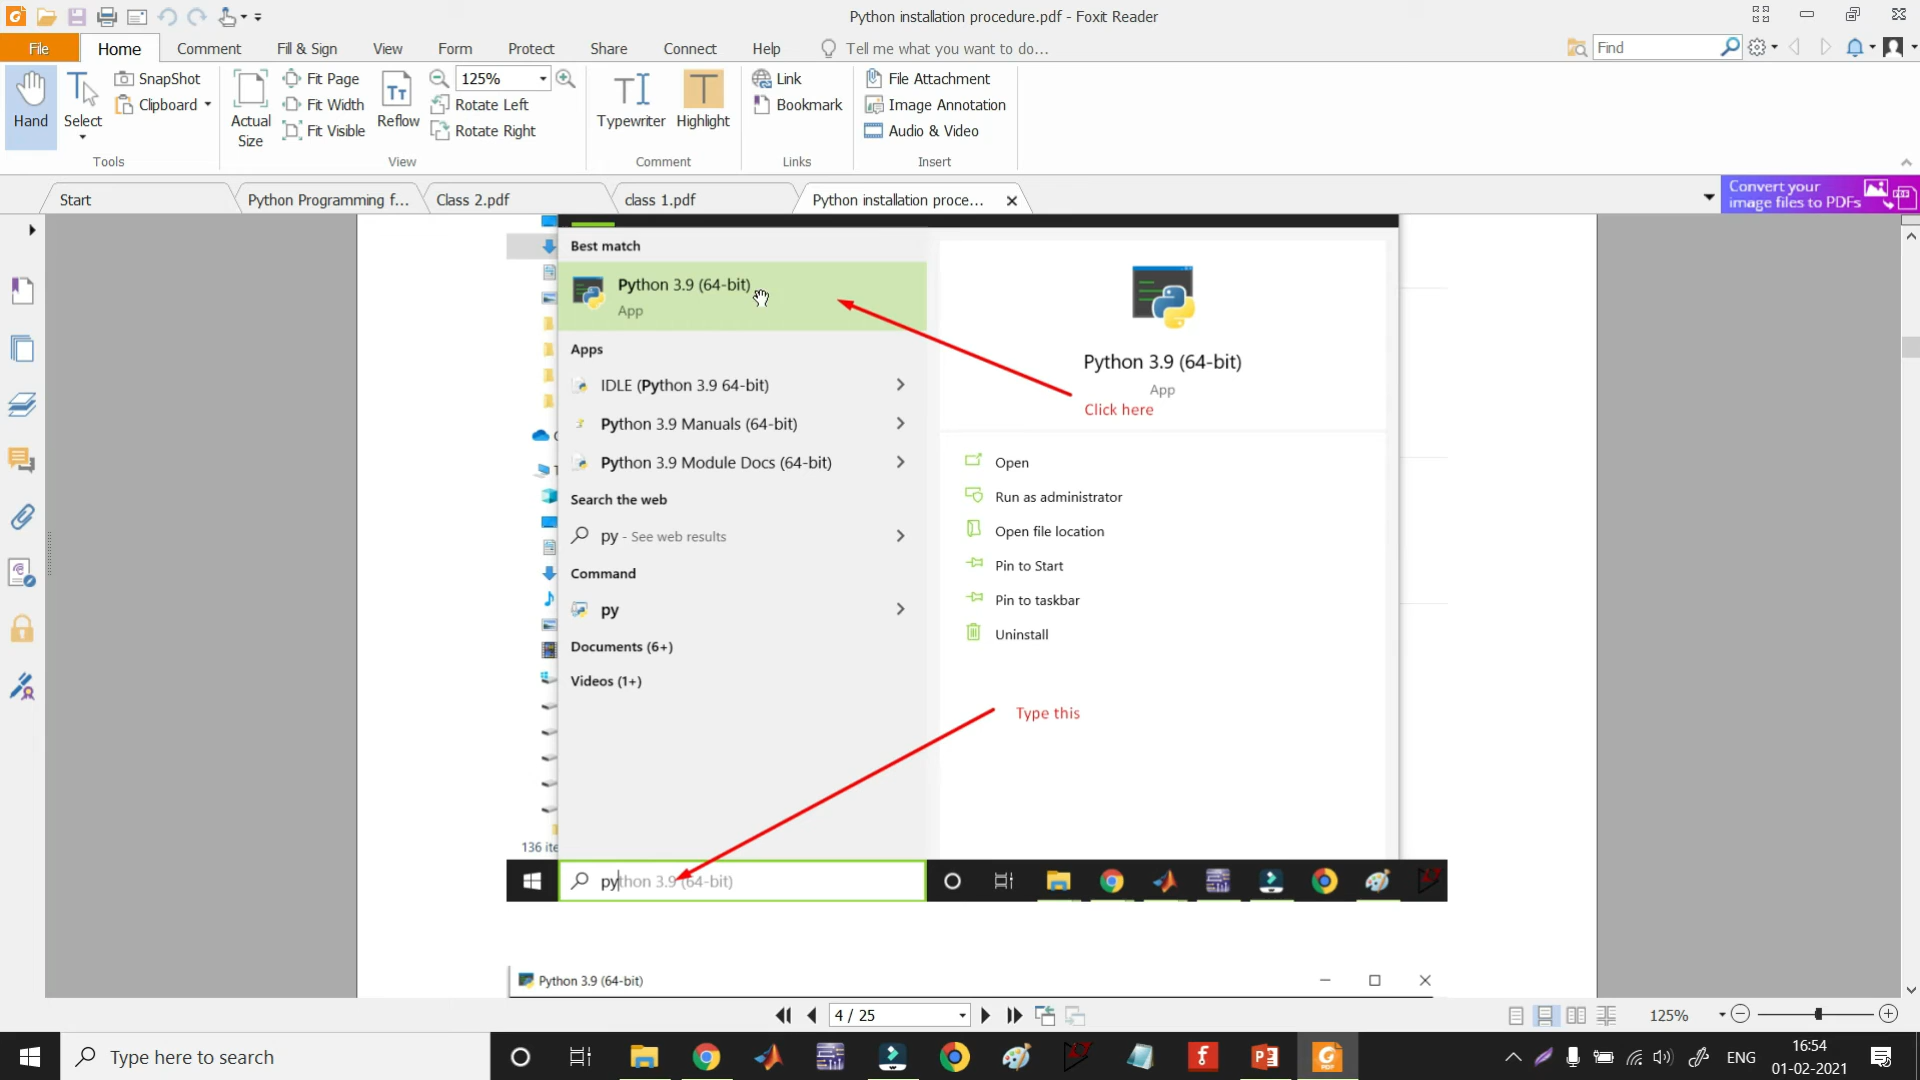 Python installation procedure.pdf - Foxit Reader
File Home Comment Fill & Sign View Form Protect Share Connect Help Tell me what you want to do... Find
Hand
Select
SnapShot
Clipboard
Tools
Actual
Size
Fit Page
Fit Width
Fit Visible
Reflow
125%
Rotate Left
Rotate Right
View
Typewriter
Highlight
Comment
Link
Bookmark
Links
File Attachment
Image Annotation
Audio & Video
Insert
Start
Python Programming f...
Class 2.pdf
class 1.pdf
Python installation proce...
Convert your
image files to PDFs
Best match
Python 3.9 (64-bit)
App
Apps
IDLE (Python 3.9 64-bit)
Python 3.9 Manuals (64-bit)
Python 3.9 Module Docs (64-bit)
Search the web
py - See web results
Command
py
Documents (6+)
Videos (1+)
Python 3.9 (64-bit)
App
Click here
Open
Run as administrator
Open file location
Pin to Start
Pin to taskbar
Uninstall
Type this
136 ite
python 3.9 (64-bit)
Python 3.9 (64-bit)
4 / 25
125%
Type here to search
ENG
16:54
01-02-2021